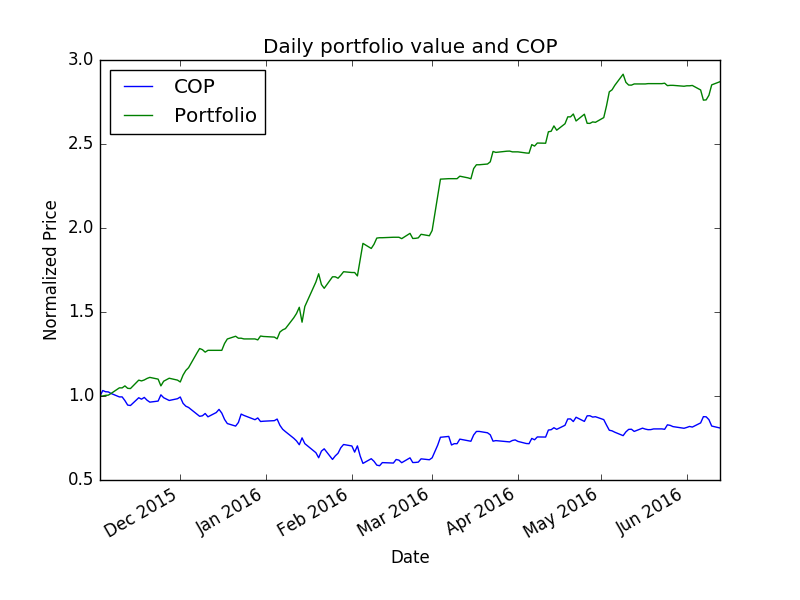 Daily portfolio value and COP
3.0
2.5
2.0
1.5
1.0
0.5
Normalized Price
COP
Portfolio
Dec 2015
Jan 2016
Feb 2016
Mar 2016
Apr 2016
May 2016
Jun 2016
Date